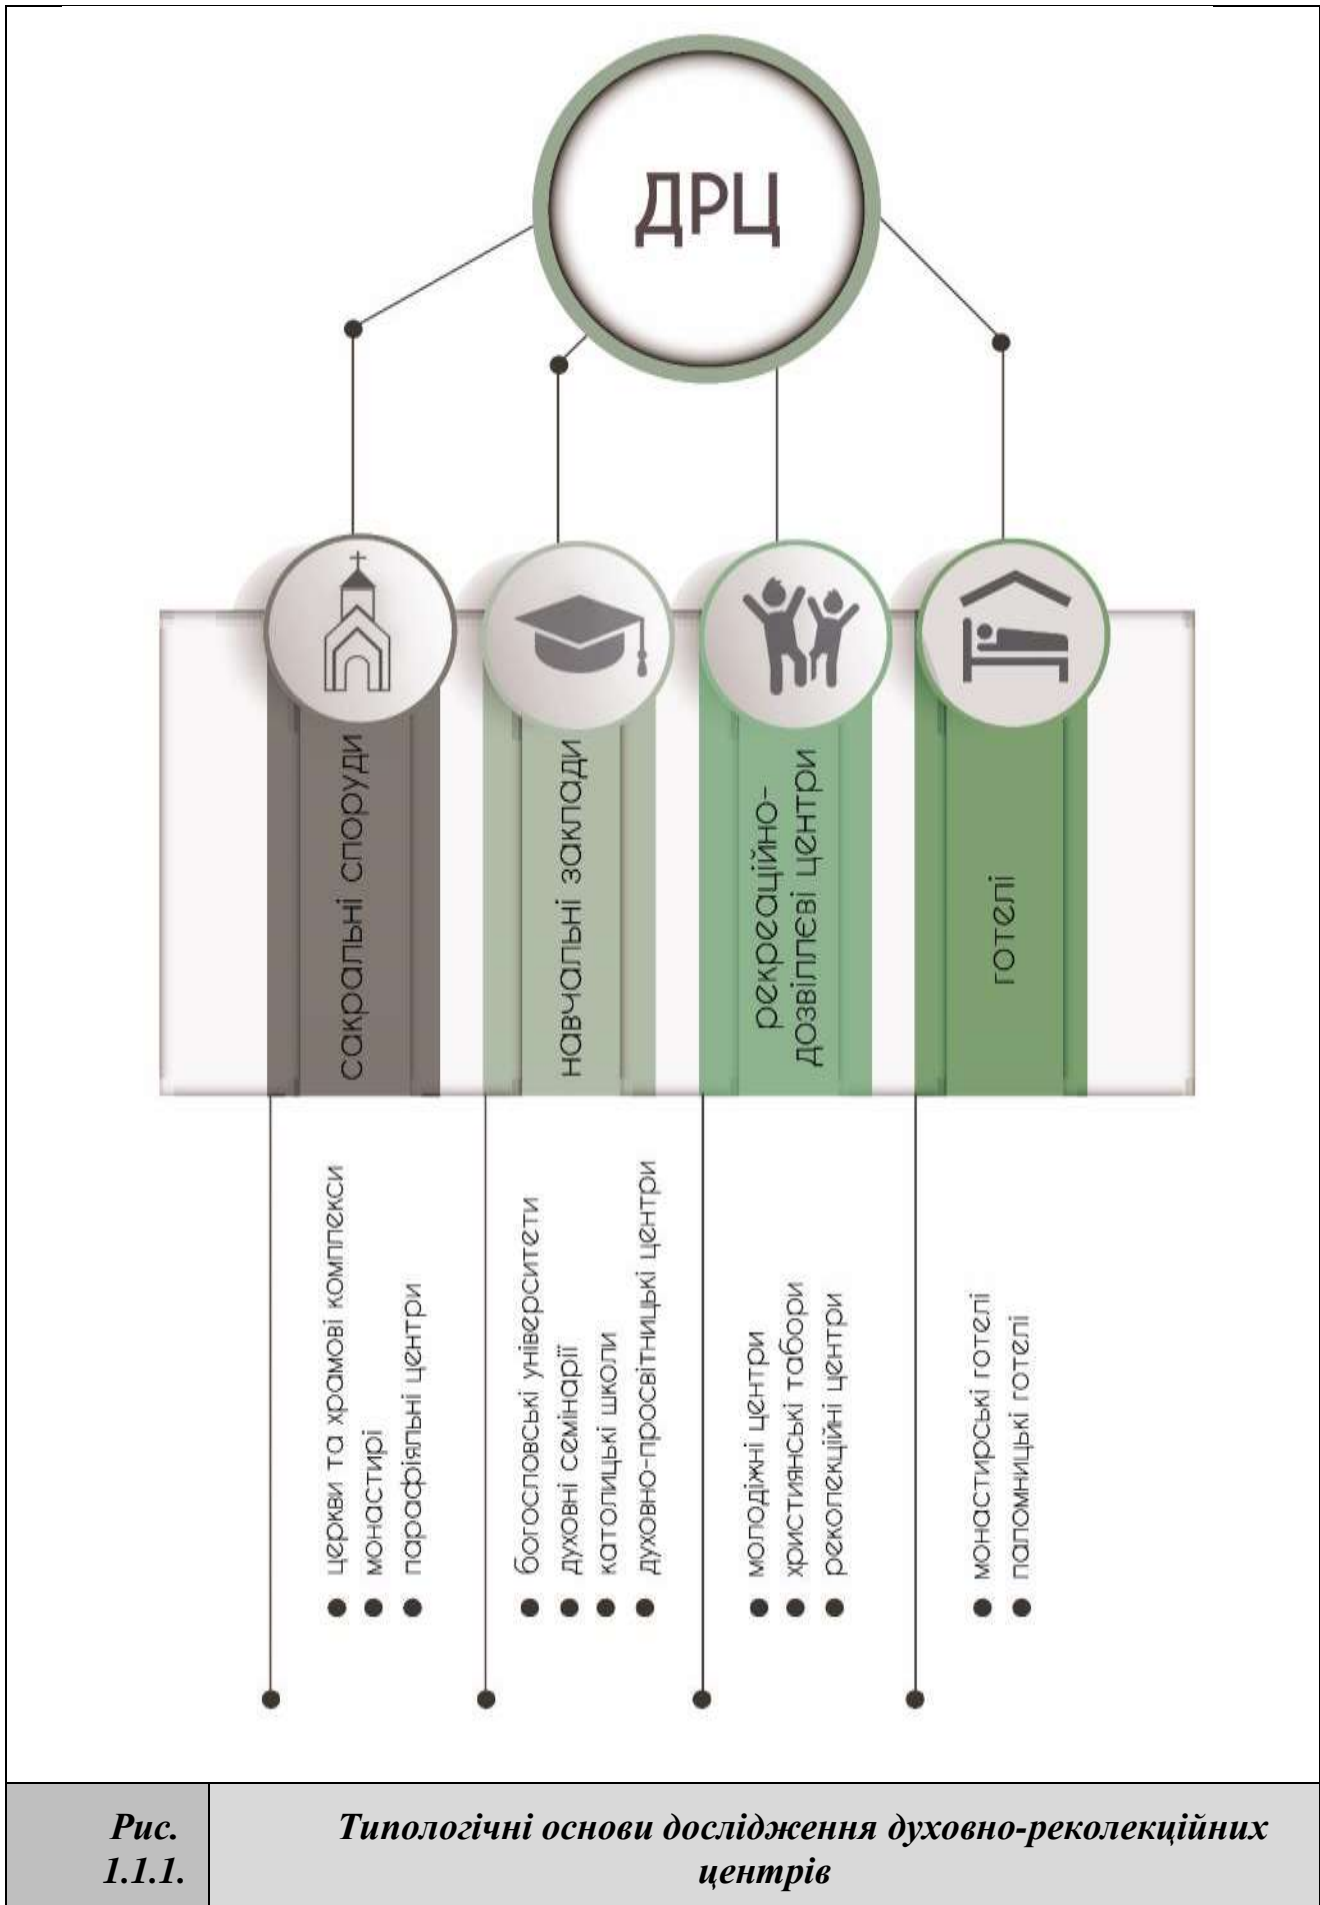 ДРЦ
сакральні споруди
навчальні заклади
рекреаційно-
дозвіллєві центри
готелі
церкви та храмові комплекси
монастирі
парафіяльні центри
богословські університети
духовні семінарії
католицькі школи
духовно-просвітницькі центри
молодіжні центри
християнські табори
реколекційні центри
монастирські готелі
паломницькі готелі
Рис.
1.1.1.
Типологічні основи дослідження духовно-реколекційних
центрів